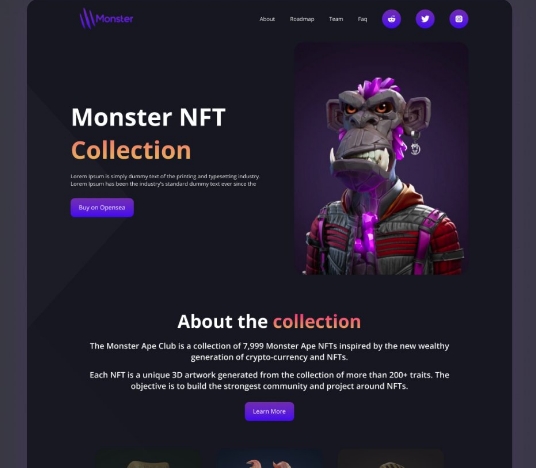 Monster
About Roadmap Team Faq
Monster NFT
Collection
Lorem Ipsum is simply dummy text of the printing and typesetting industry.
Lorem Ipsum has been the industry's standard dummy text ever since the
Buy on Opensea
About the collection
The Monster Ape Club is a collection of 7,999 Monster Ape NFTs inspired by the new wealthy
generation of crypto-currency and NFTs.
Each NFT is a unique 3D artwork generated from the collection of more than 200+ traits. The
objective is to build the strongest community and project around NFTs.
Learn More